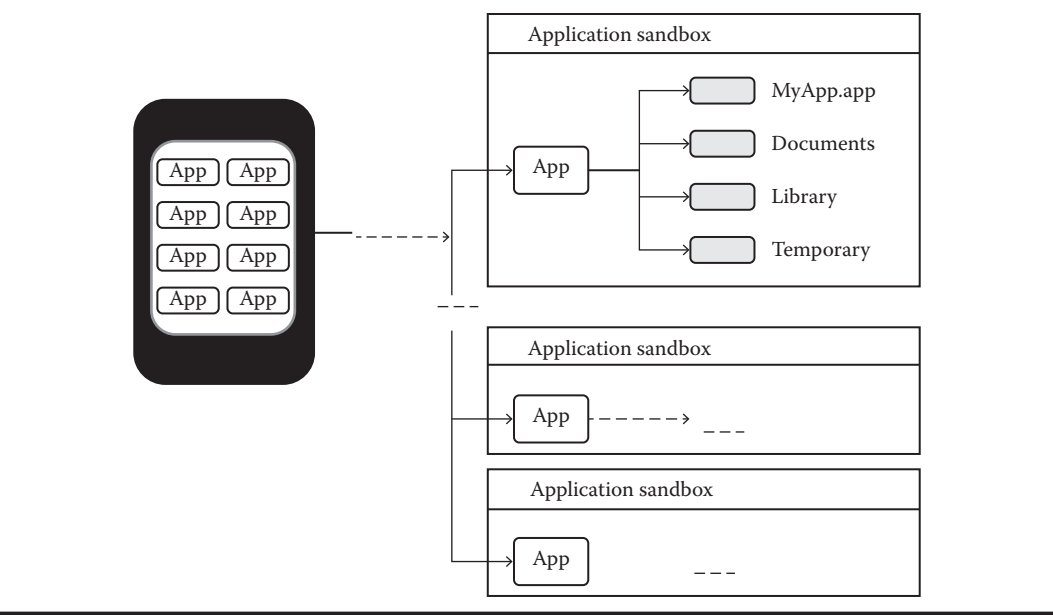 Application sandbox
MyApp.app
Documents
App
Library
Temporary
App App
App App
App App
App App
Application sandbox
App
Application sandbox
App